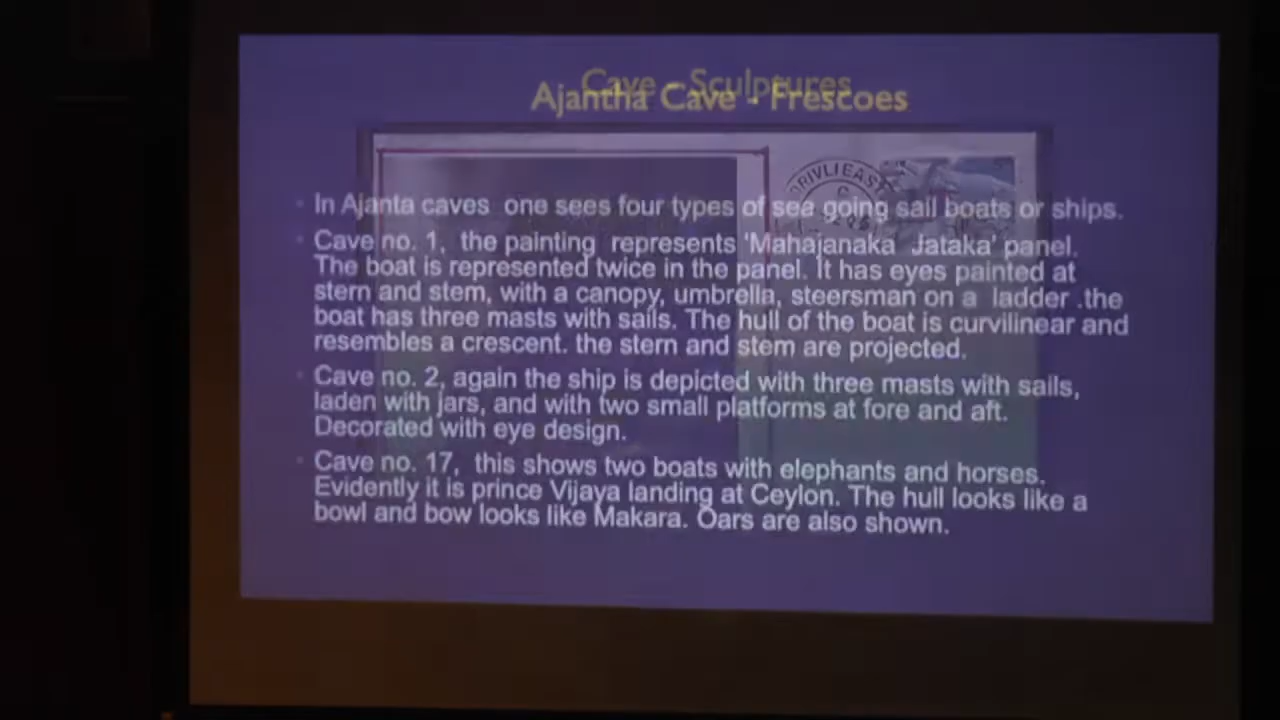 Cave - Sculptures
Ajantha Cave - Frescoes
RIVLI EAST
In Ajanta caves one sees four types of sea going sail boats or ships.
Cave no. 1, the painting represents 'Mahajanaka Jataka' panel.
The boat is represented twice in the panel. It has eyes painted at
stern and stem, with a canopy, umbrella, steersman on a ladder .the
boat has three masts with sails. The hull of the boat is curvilinear and
resembles a crescent. the stern and stem are projected.
Cave no. 2, again the ship is depicted with three masts with sails,
laden with jars, and with two small platforms at fore and aft.
Decorated with eye design.
Cave no. 17, this shows two boats with elephants and horses.
Evidently it is prince Vijaya landing at Ceylon. The hull looks like a
bowl and bow looks like Makara. Oars are also shown.